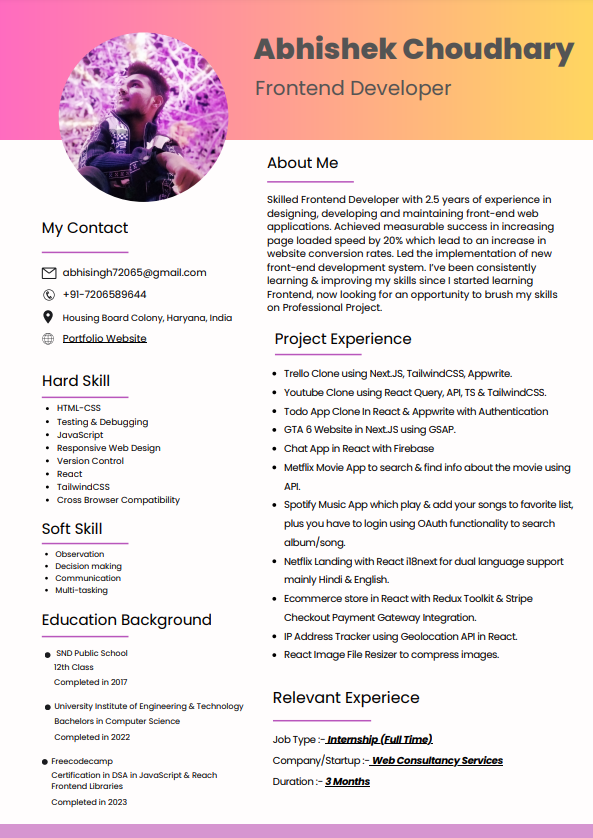 Abhishek Choudhary
Frontend Developer
My Contact
abhisingh72065@gmail.com
+91-7206589644
Housing Board Colony, Haryana, India
Portfolio Website
Hard Skill
HTML-CSS
Testing & Debugging
JavaScript
Responsive Web Design
Version Control
React
TailwindCSS
Cross Browser Compatibility
Soft Skill
Observation
Decision making
Communication
Multi-tasking
Education Background
SND Public School
12th Class
Completed in 2017
University Institute of Engineering & Technology
Bachelors in Computer Science
Completed in 2022
Freecodecamp
Certification in DSA in JavaScript & Reach
Frontend Libraries
Completed in 2023
About Me
Skilled Frontend Developer with 2.5 years of experience in
designing, developing and maintaining front-end web
applications. Achieved measurable success in increasing
page loaded speed by 20% which lead to an increase in
website conversion rates. Led the implementation of new
front-end development system. I've been consistently
learning & improving my skills since I started learning
Frontend, now looking for an opportunity to brush my skills
on Professional Project.
Project Experience
Trello Clone using Next.JS, TailwindCSS, Appwrite.
Youtube Clone using React Query, API, TS & TailwindCSS.
Todo App Clone In React & Appwrite with Authentication
GTA 6 Website in Next.JS using GSAP.
Chat App in React with Firebase
Metflix Movie App to search & find info about the movie using
API.
Spotify Music App which play & add your songs to favorite list,
plus you have to login using OAuth functionality to search
album/song.
Netflix Landing with React i18next for dual language support
mainly Hindi & English.
Ecommerce store in React with Redux Toolkit & Stripe
Checkout Payment Gateway Integration.
IP Address Tracker using Geolocation API in React.
React Image File Resizer to compress images.
Relevant Experiece
Job Type :- Internship (Full Time)
Company/Startup :- Web Consultancy Services
Duration :- 3 Months